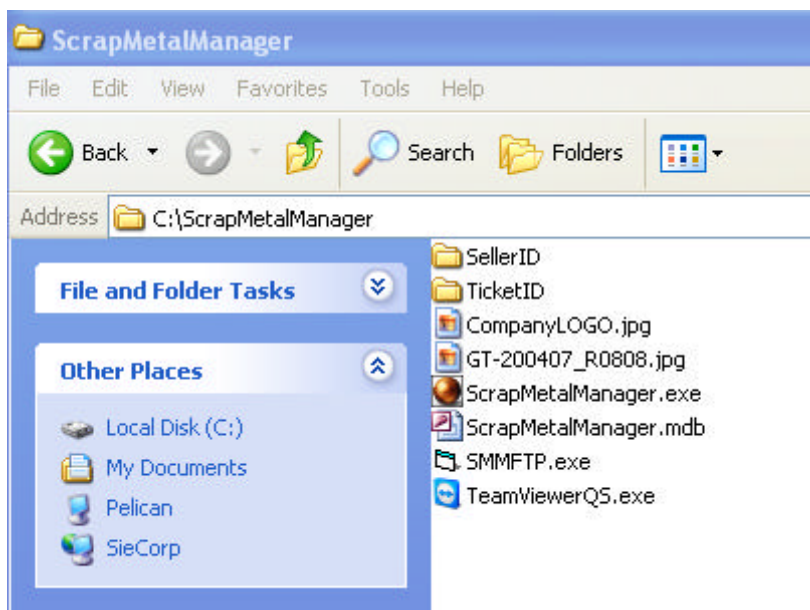 ScrapMetalManager
File Edit View Favorites Tools Help
Back Search Folders
Address C:\ScrapMetalManager
File and Folder Tasks
Other Places
Local Disk (C:)
My Documents
Pelican
SieCorp
SellerID
TicketID
CompanyLOGO.jpg
GT-200407_R0808.jpg
ScrapMetalManager.exe
ScrapMetalManager.mdb
SMMFTP.exe
TeamViewerQS.exe